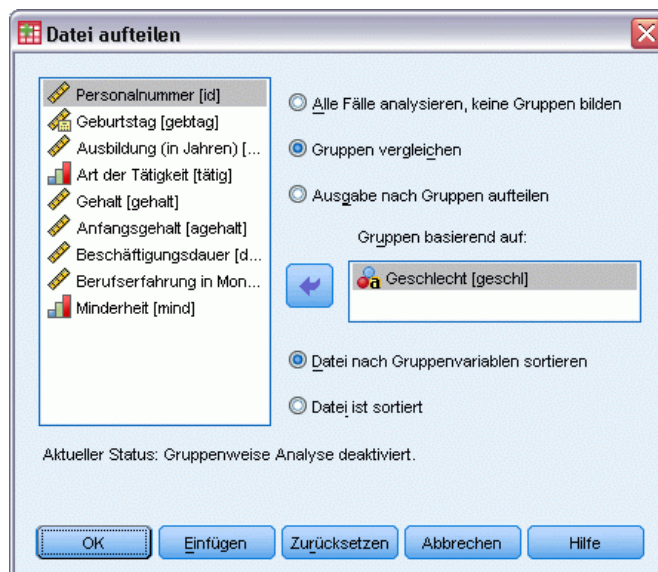 Datei aufteilen
Personalnummer [id]
Geburtstag [gebtag]
Ausbildung (in Jahren) [...
Art der Tätigkeit [tätig]
Gehalt [gehalt]
Anfangsgehalt [agehalt]
Beschäftigungsdauer [d...
Berufserfahrung in Mon...
Minderheit [mind]
Alle Fälle analysieren, keine Gruppen bilden
Gruppen vergleichen
Ausgabe nach Gruppen aufteilen
Gruppen basierend auf:
a Geschlecht [geschl]
Datei nach Gruppenvariablen sortieren
Datei ist sortiert
Aktueller Status: Gruppenweise Analyse deaktiviert.
OK Einfügen Zurücksetzen Abbrechen Hilfe